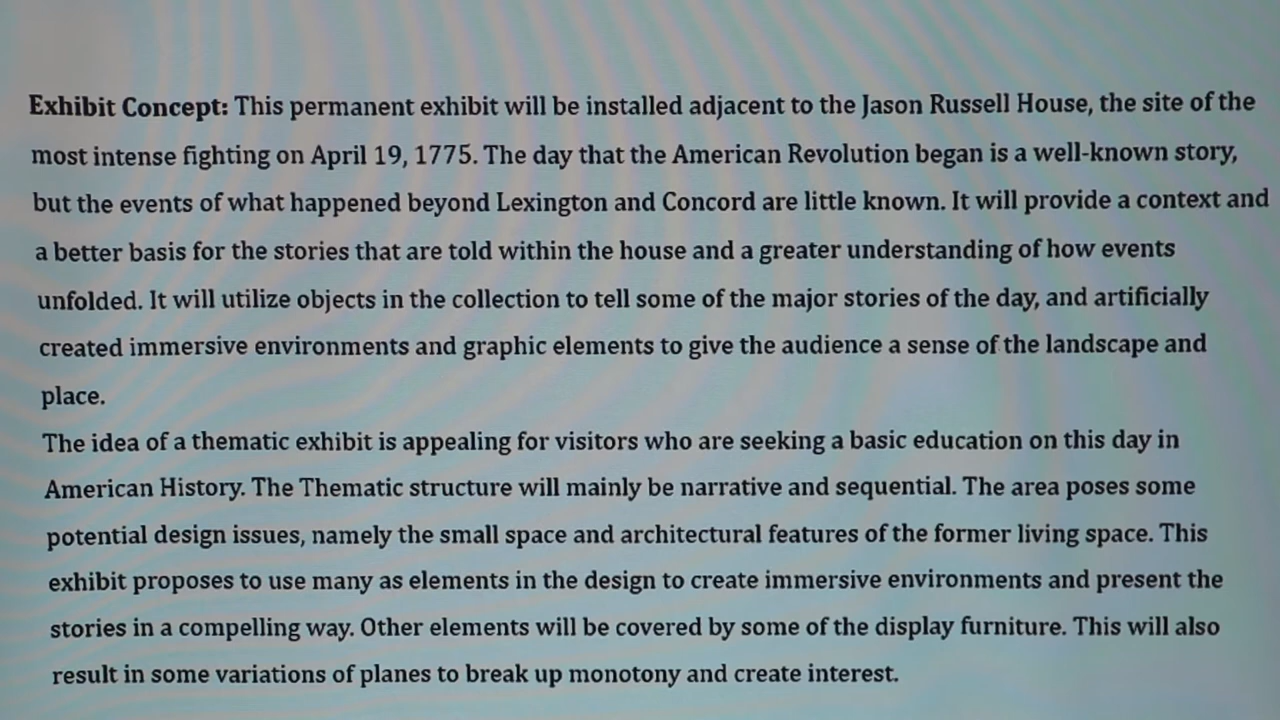 Exhibit Concept: This permanent exhibit will be installed adjacent to the Jason Russell House, the site of the
most intense fighting on April 19, 1775. The day that the American Revolution began is a well-known story,
but the events of what happened beyond Lexington and Concord are little known. It will provide a context and
a better basis for the stories that are told within the house and a greater understanding of how events
unfolded. It will utilize objects in the collection to tell some of the major stories of the day, and artificially
created immersive environments and graphic elements to give the audience a sense of the landscape and
place.
The idea of a thematic exhibit is appealing for visitors who are seeking a basic education on this day in
American History. The Thematic structure will mainly be narrative and sequential. The area poses some
potential design issues, namely the small space and architectural features of the former living space. This
exhibit proposes to use many as elements in the design to create immersive environments and present the
stories in a compelling way. Other elements will be covered by some of the display furniture. This will also
result in some variations of planes to break up monotony and create interest.